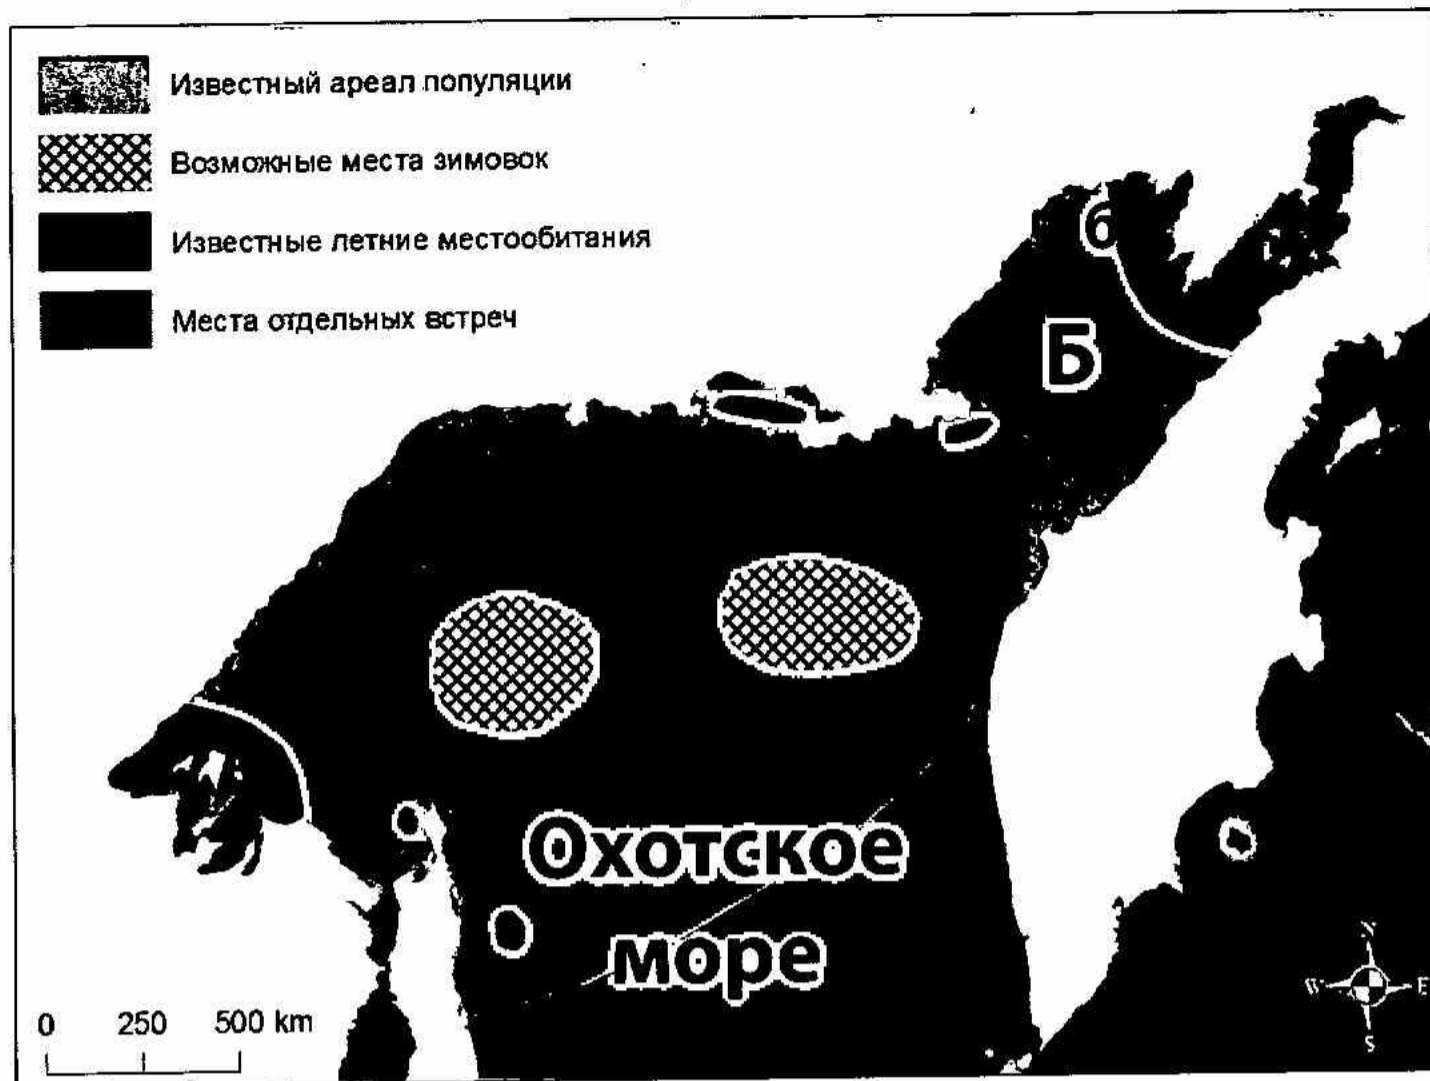 Известный ареал популяции
Возможные места зимовок
Известные летние местообитания
Места отдельных встреч
б
Б
Охотское
море
0 250 500 km
N
W E
S